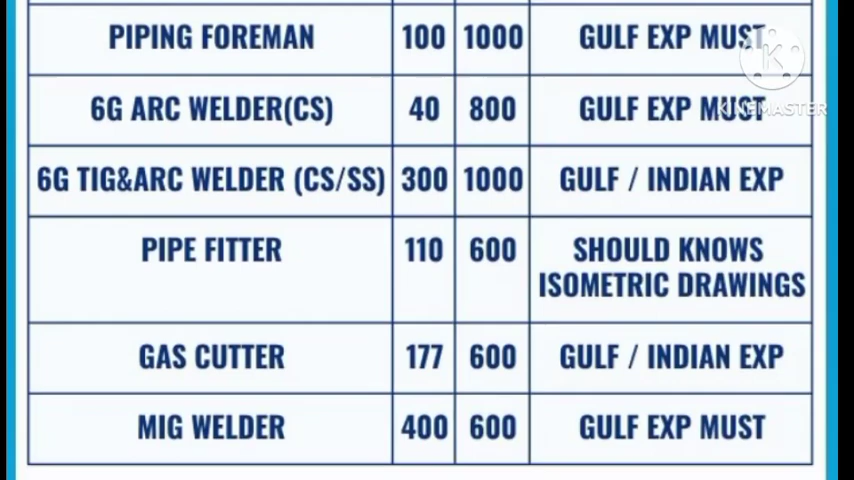 PIPING FOREMAN 100 1000 GULF EXP MUST
KINEMASTER
6G ARC WELDER(CS) 40 800 GULF EXP MUST
6G TIG&ARC WELDER (CS/SS) 300 1000 GULF / INDIAN EXP
PIPE FITTER 110 600 SHOULD KNOWS
ISOMETRIC DRAWINGS
GAS CUTTER 177 600 GULF / INDIAN EXP
MIG WELDER 400 600 GULF EXP MUST